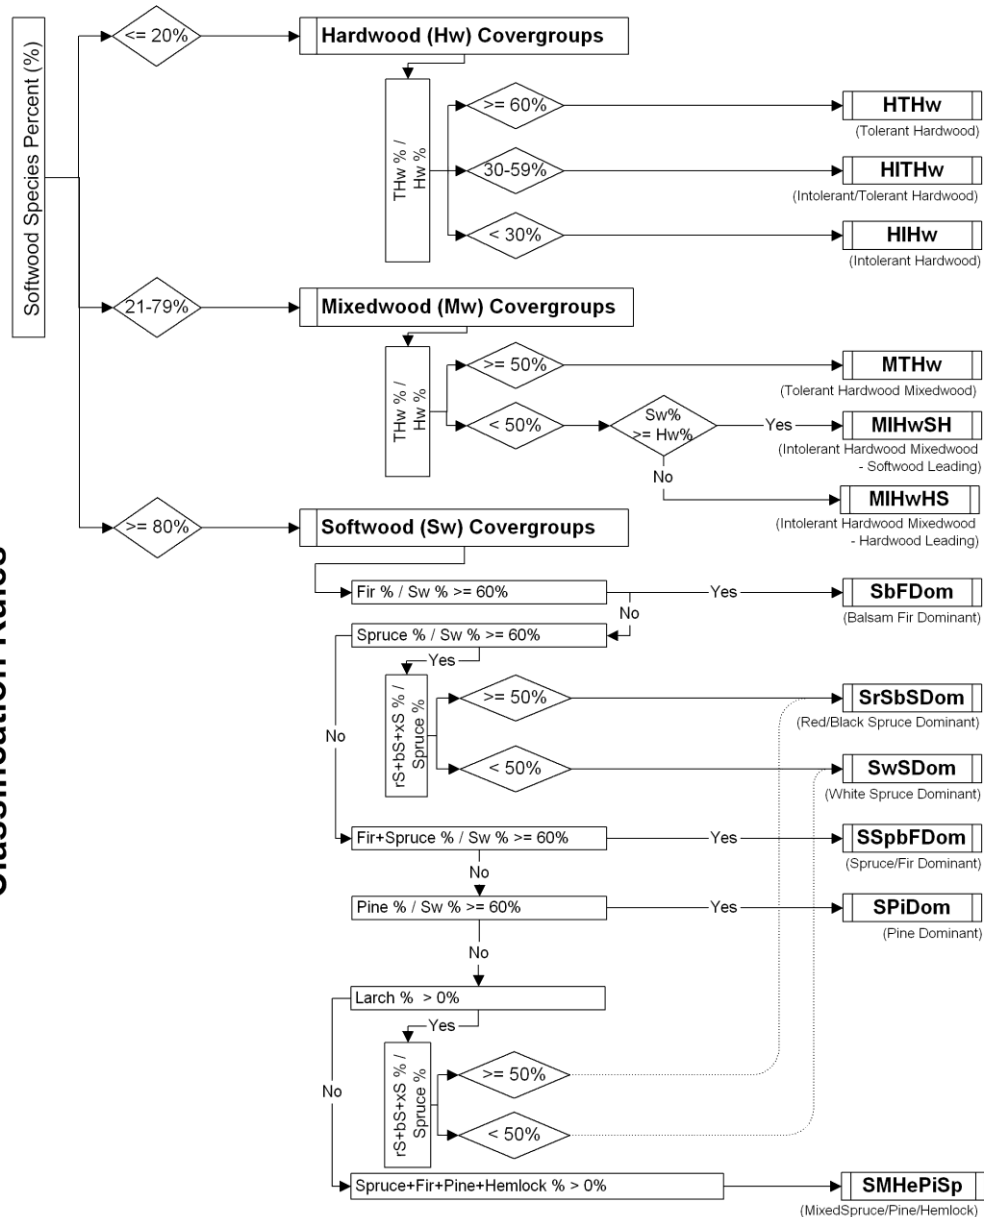 Softwood Species Percent (%)
<= 20%
Hardwood (Hw) Covergroups
THw % /
Hw %
>= 60%
HTHw
(Tolerant Hardwood)
30-59%
HITHw
(Intolerant/Tolerant Hardwood)
< 30%
HIHw
(Intolerant Hardwood)
21-79%
Mixedwood (Mw) Covergroups
THw % /
Hw %
>= 50%
MTHw
(Tolerant Hardwood Mixedwood)
< 50%
Sw%
>= Hw%
Yes
MIHwSH
(Intolerant Hardwood Mixedwood
- Softwood Leading)
No
MIHwHS
(Intolerant Hardwood Mixedwood
- Hardwood Leading)
>= 80%
Softwood (Sw) Covergroups
Fir % / Sw % >= 60%
Yes
SbFDom
(Balsam Fir Dominant)
No
Spruce % / Sw % >= 60%
Yes
rS+bS+xS % /
Spruce %
>= 50%
SrSbSDom
(Red/Black Spruce Dominant)
No
< 50%
SwSDom
(White Spruce Dominant)
Fir+Spruce % / Sw % >= 60%
Yes
SSpbFDom
(Spruce/Fir Dominant)
No
Pine % / Sw % >= 60%
Yes
SPiDom
(Pine Dominant)
No
Larch % > 0%
Yes
rS+bS+xS % /
Spruce %
>= 50%
No
< 50%
Spruce+Fir+Pine+Hemlock % > 0%
SMHePiSp
(MixedSpruce/Pine/Hemlock)